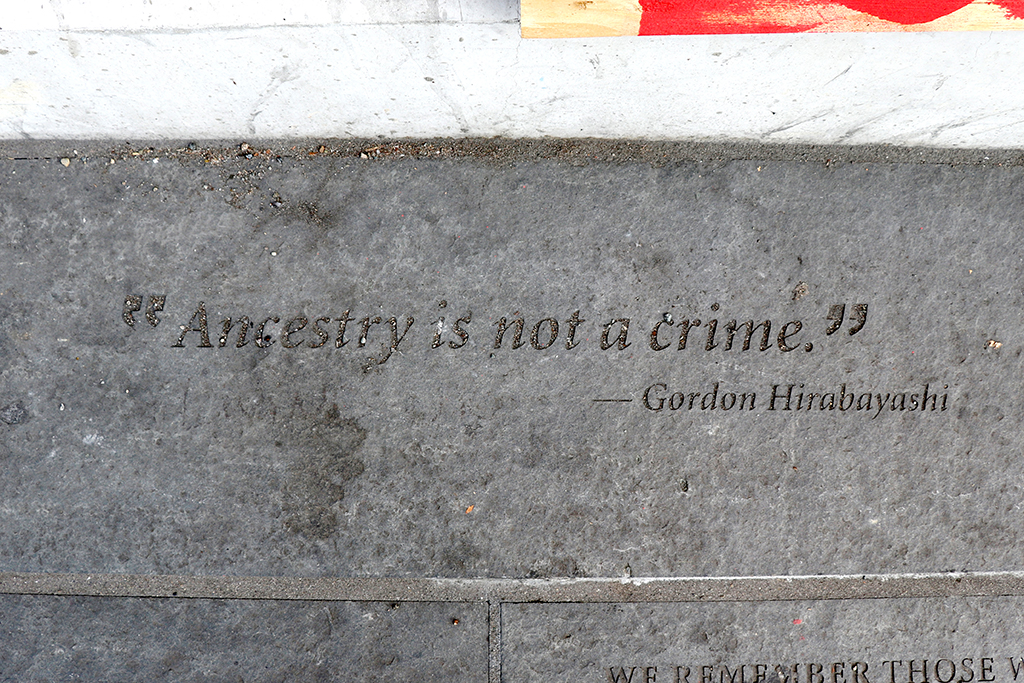 “Ancestry is not a crime.”
— Gordon Hirabayashi
WE REMEMBER THOSE